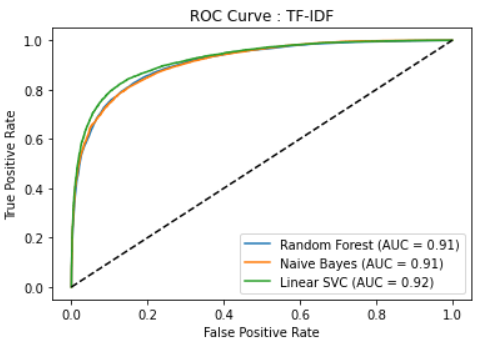 ROC Curve : TF-IDF
1.0
0.8
0.6
0.4
0.2
0.0
True Positive Rate
Random Forest (AUC = 0.91)
Naive Bayes (AUC = 0.91)
Linear SVC (AUC = 0.92)
0.0 0.2 0.4 0.6 0.8 1.0
False Positive Rate